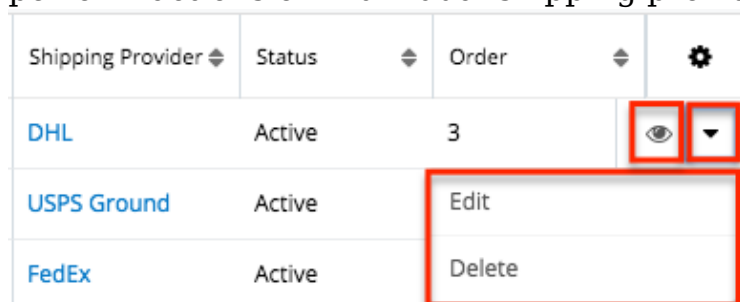 Shipping Provider Status Order
DHL Active 3
USPS Ground Active Edit
FedEx Active Delete